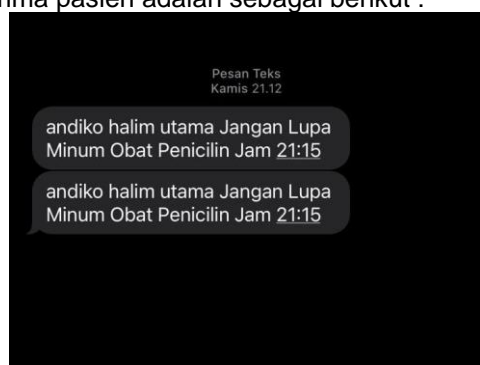 pasien adalah sebagai berikut :
Pesan Teks
Kamis 21.12
andiko halim utama Jangan Lupa
Minum Obat Penicilin Jam 21:15
andiko halim utama Jangan Lupa
Minum Obat Penicilin Jam 21:15